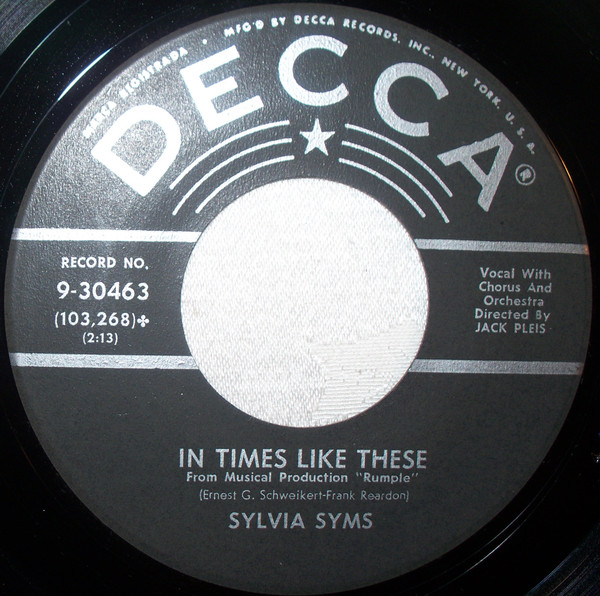 MARCA REGISTRADA • MFG'D BY DECCA RECORDS, INC., NEW YORK, U. S. A.
DECCA®
RECORD NO.
9-30463
(103,268)✤
(2:13)
Vocal With
Chorus And
Orchestra
Directed By
JACK PLEIS
IN TIMES LIKE THESE
From Musical Production "Rumple"
(Ernest G. Schweikert-Frank Reardon)
SYLVIA SYMS